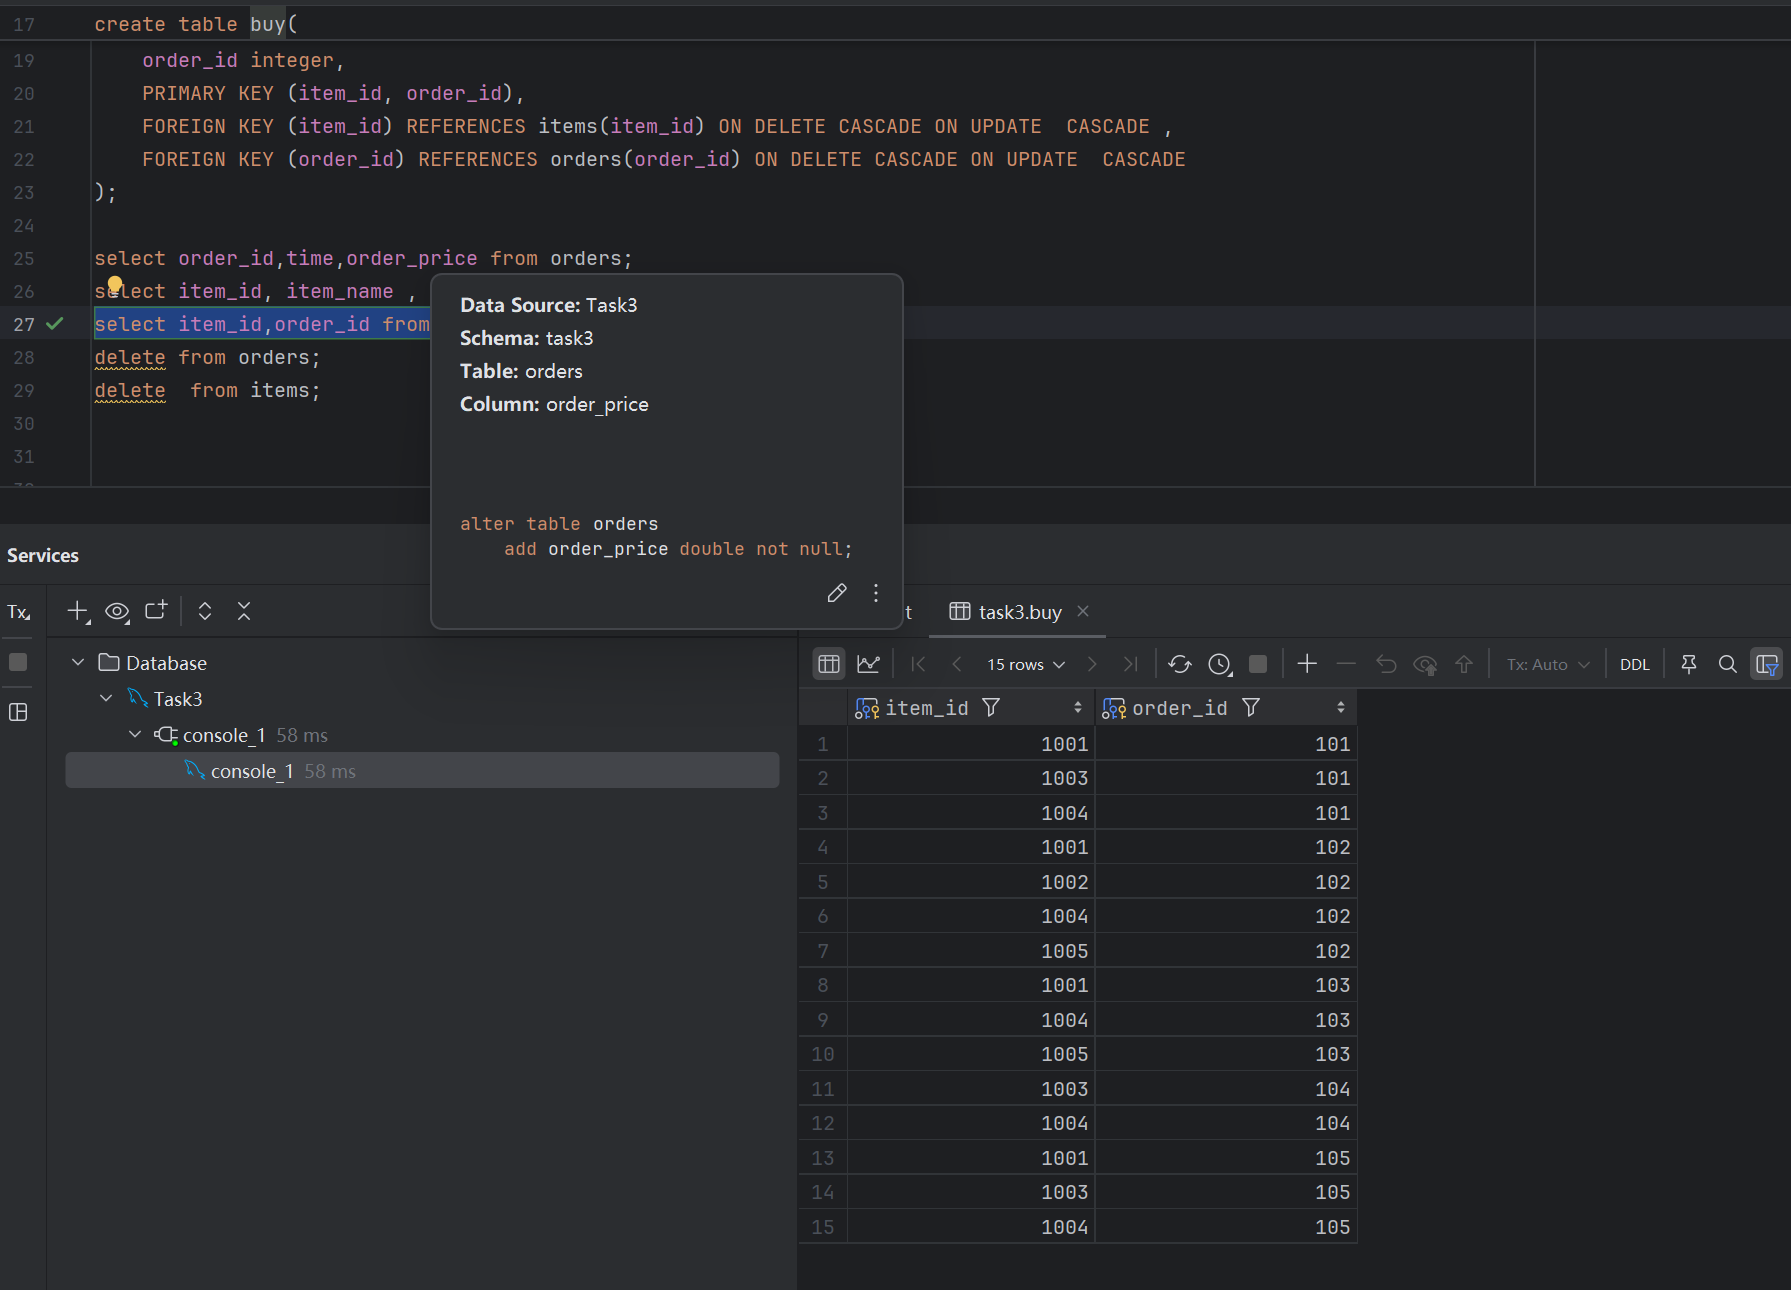 17 create table buy(
19 order_id integer,
20 PRIMARY KEY (item_id, order_id),
21 FOREIGN KEY (item_id) REFERENCES items(item_id) ON DELETE CASCADE ON UPDATE  CASCADE ,
22 FOREIGN KEY (order_id) REFERENCES orders(order_id) ON DELETE CASCADE ON UPDATE  CASCADE
23 );
24
25 select order_id,time,order_price from orders;
26 select item_id, item_name ,
27 select item_id,order_id from
28 delete from orders;
29 delete  from items;
30
31
Data Source: Task3
Schema: task3
Table: orders
Column: order_price
alter table orders
add order_price double not null;
Services
Tx
t
task3.buy
Database
Task3
console_1 58 ms
console_1 58 ms
15 rows
Tx: Auto
DDL
item_id order_id
1 1001 101
2 1003 101
3 1004 101
4 1001 102
5 1002 102
6 1004 102
7 1005 102
8 1001 103
9 1004 103
10 1005 103
11 1003 104
12 1004 104
13 1001 105
14 1003 105
15 1004 105